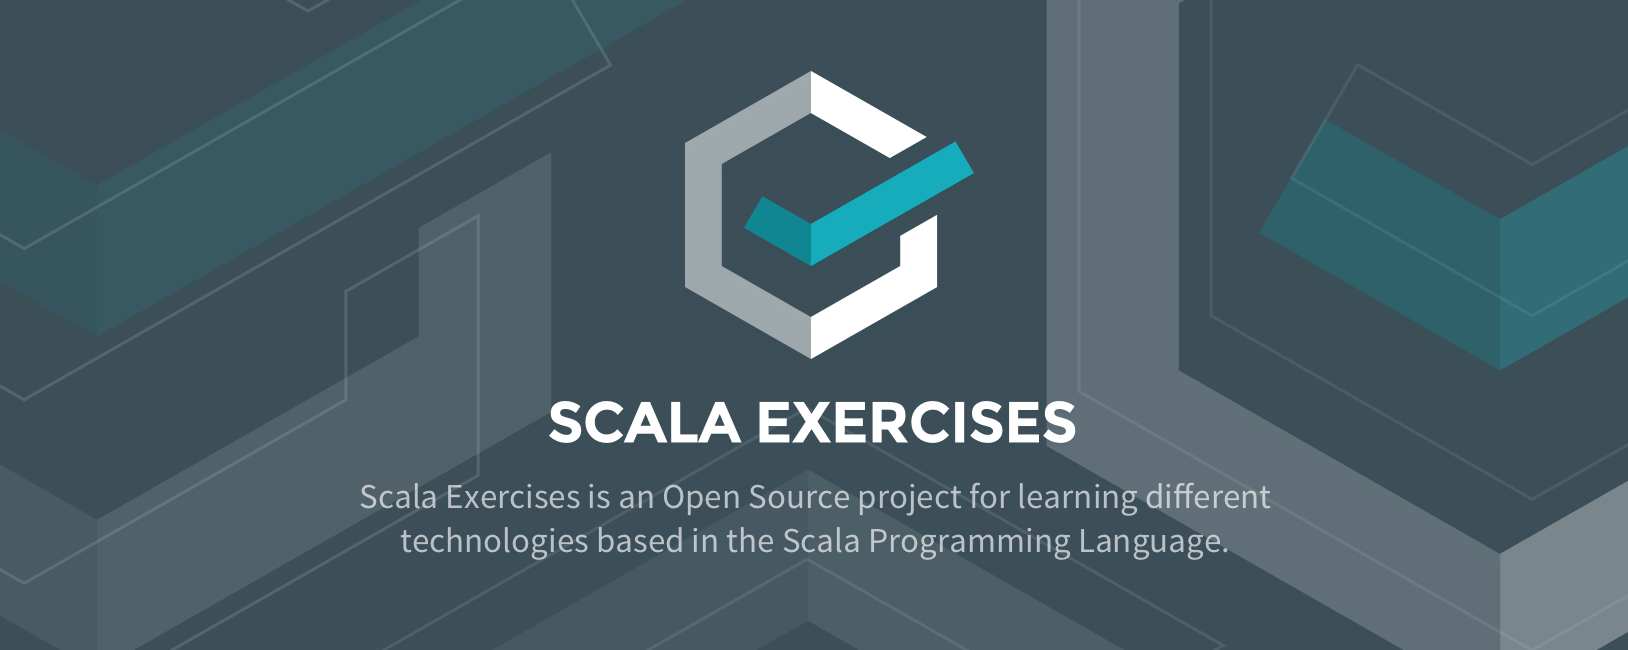 SCALA EXERCISES
Scala Exercises is an Open Source project for learning different
technologies based in the Scala Programming Language.